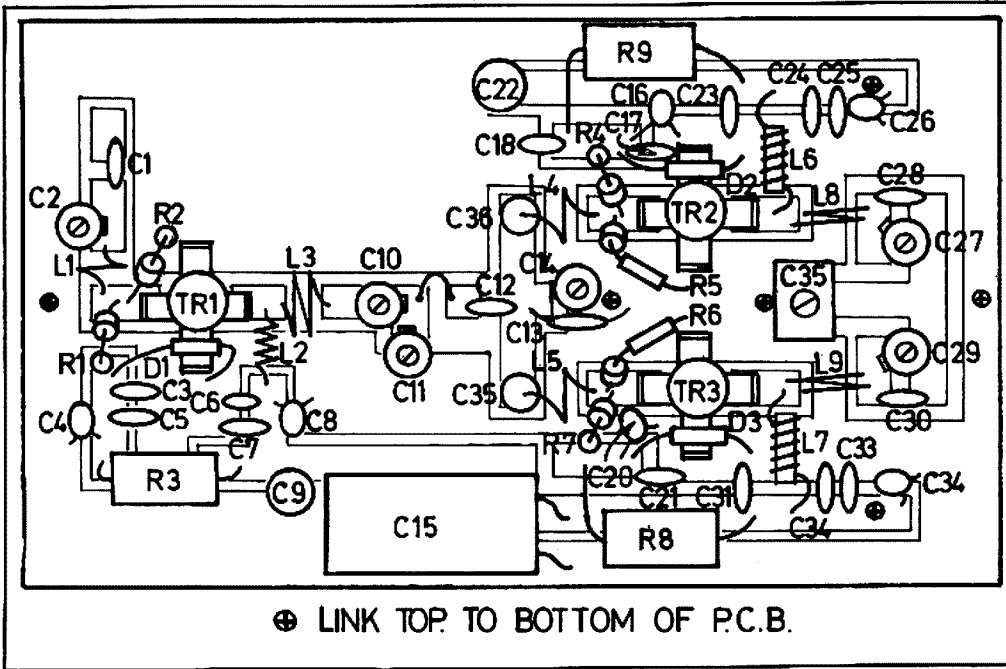 R9
C22
C16
C23
C24
C25
C26
C18
R4
C17
C1
C2
R2
L4
D2
L6
C28
C36
TR2
L8
C27
L1
L3
C10
C14
R5
C35
TR1
C12
C13
R6
L2
R1
D1
C11
L5
C29
C3
C6
C35
TR3
L9
C30
C4
C5
C7
C8
R7
D3
L7
C33
C20
C21
C31
C34
C34
R3
C9
C15
R8
⊕ LINK TOP TO BOTTOM OF P.C.B.